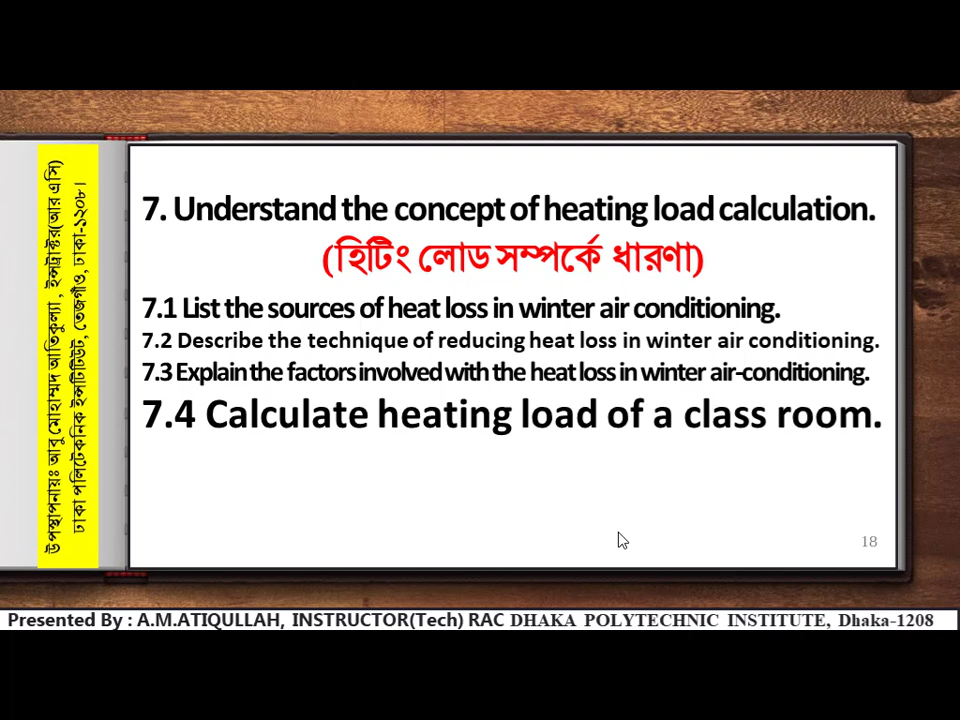 উপস্থাপনায়ঃ আবু মোহাম্মদ আতিকুল্যা , ইন্সট্রাক্টর(আর এসি)
ঢাকা পলিটেকনিক ইন্সটিটিউট, তেজগাঁও, ঢাকা-১২০৮।
7. Understand the concept of heating load calculation.
(হিটিং লোড সম্পর্কে ধারণা)
7.1 List the sources of heat loss in winter air conditioning.
7.2 Describe the technique of reducing heat loss in winter air conditioning.
7.3 Explain the factors involved with the heat loss in winter air-conditioning.
7.4 Calculate heating load of a class room.
18
Presented By : A.M.ATIQULLAH, INSTRUCTOR(Tech) RAC DHAKA POLYTECHNIC INSTITUTE, Dhaka-1208